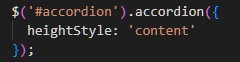 $('#accordion').accordion({
  heightStyle: 'content'
});